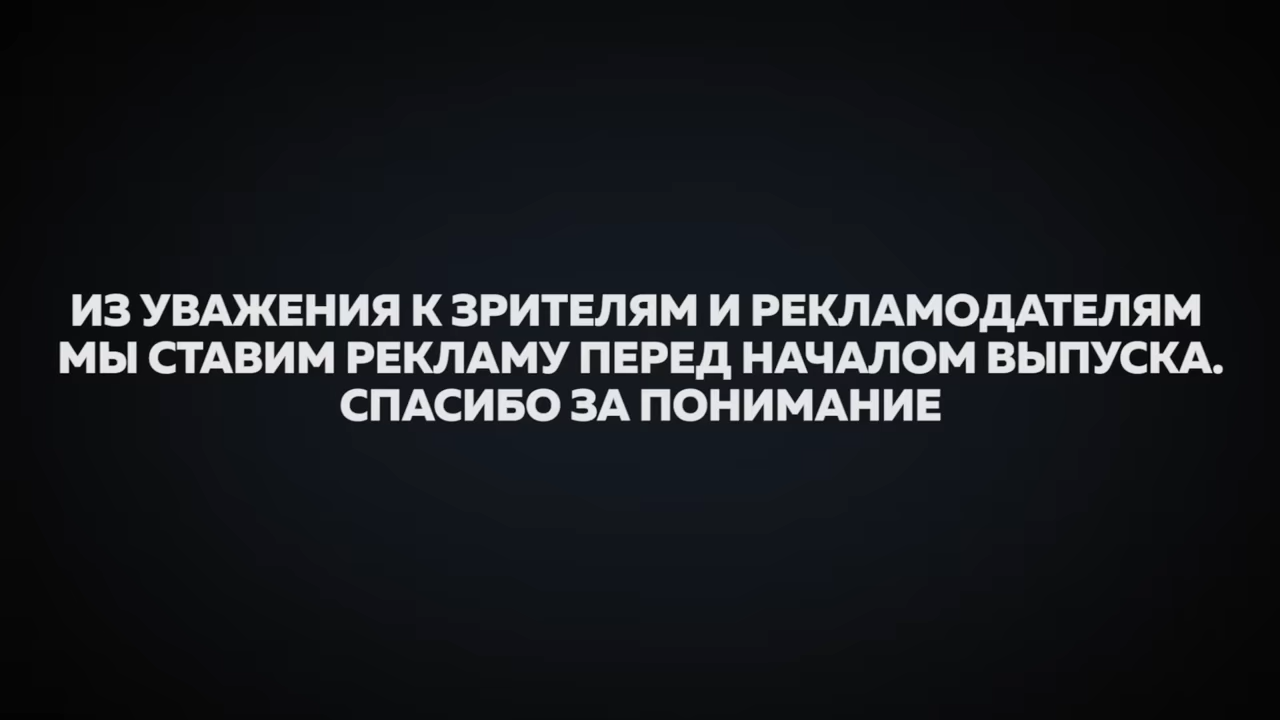 ИЗ УВАЖЕНИЯ К ЗРИТЕЛЯМ И РЕКЛАМОДАТЕЛЯМ
МЫ СТАВИМ РЕКЛАМУ ПЕРЕД НАЧАЛОМ ВЫПУСКА.
СПАСИБО ЗА ПОНИМАНИЕ